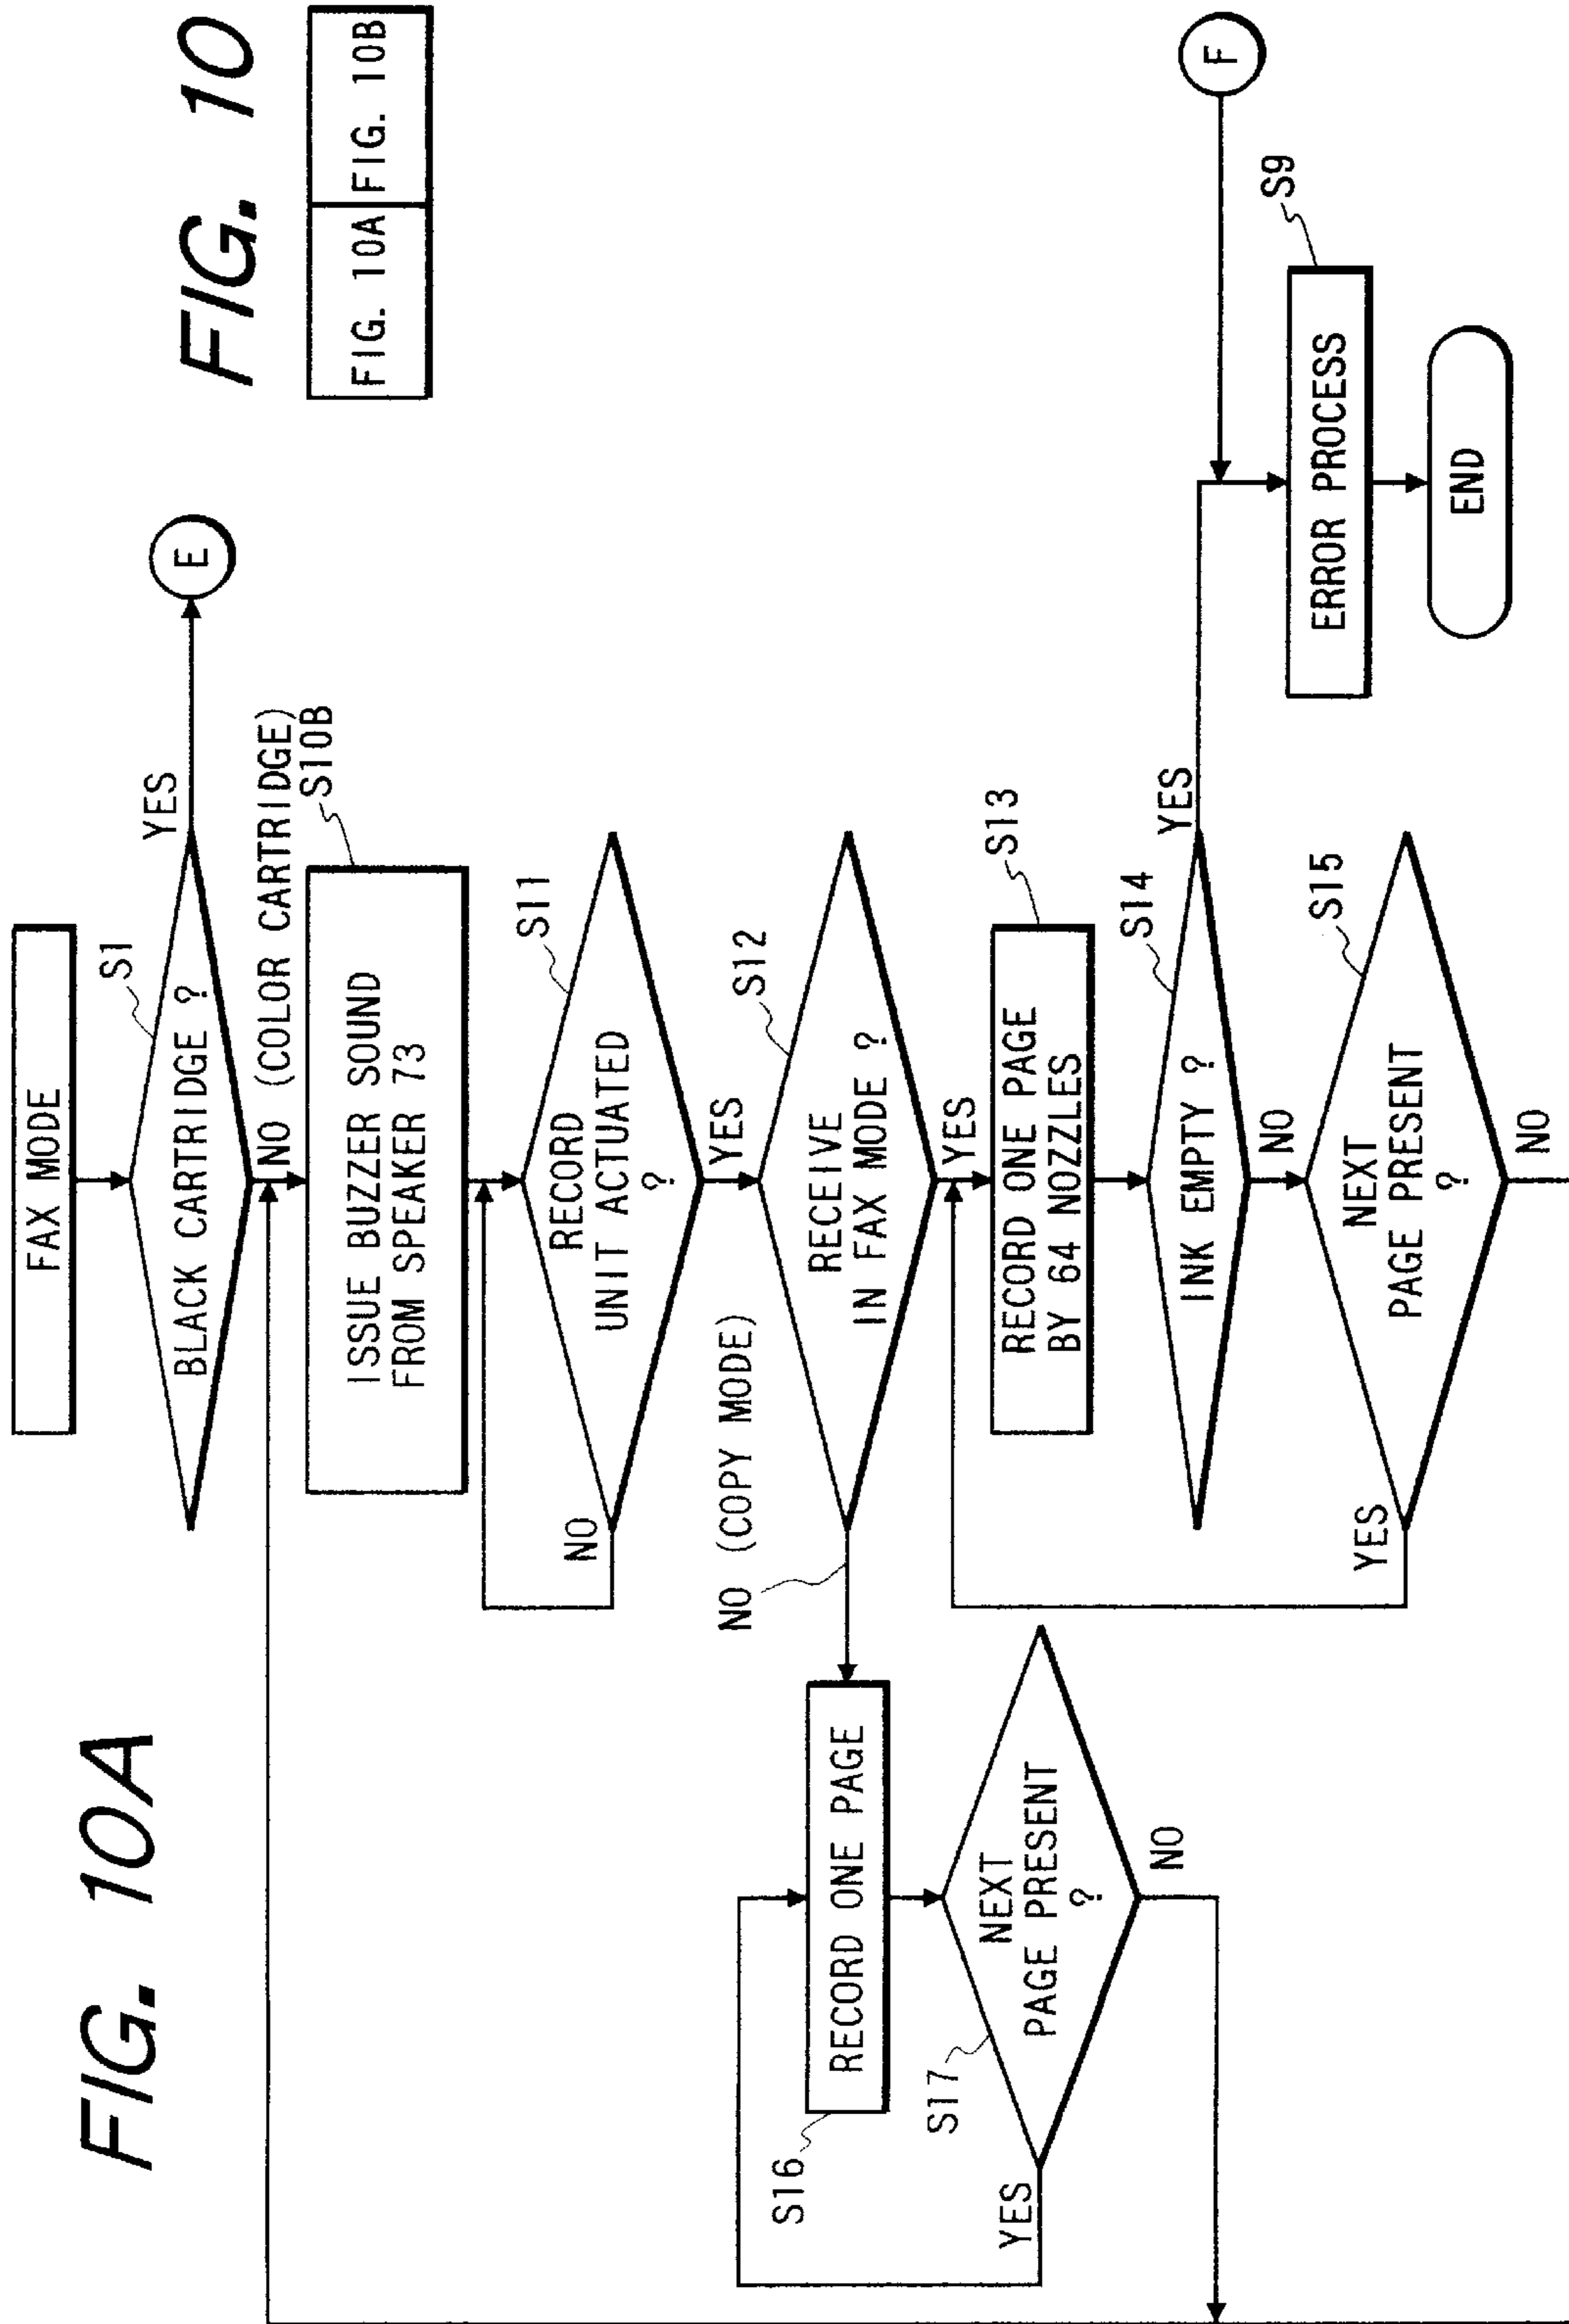 FIG. 10A
FIG. 10
FIG. 10A
FIG. 10B
FAX MODE
S1
BLACK CARTRIDGE ?
YES
E
NO (COLOR CARTRIDGE)
S10B
ISSUE BUZZER SOUND
FROM SPEAKER 73
S11
RECORD
UNIT ACTUATED
?
NO
YES
S12
RECEIVE
IN FAX MODE ?
NO (COPY MODE)
YES
S16
RECORD ONE PAGE
S17
NEXT
PAGE PRESENT
?
YES
NO
S13
RECORD ONE PAGE
BY 64 NOZZLES
S14
INK EMPTY ?
YES
NO
S15
NEXT
PAGE PRESENT
?
YES
NO
F
S9
ERROR PROCESS
END